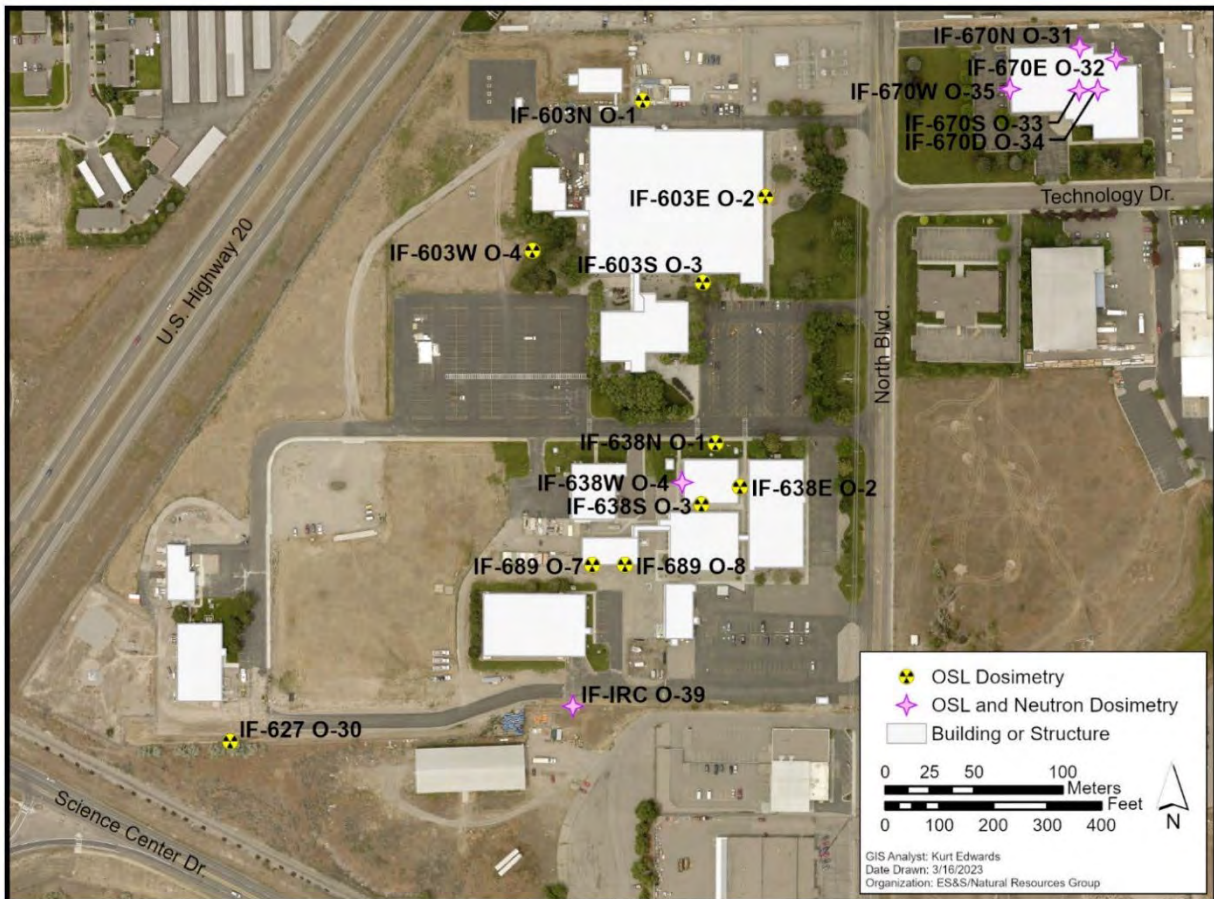 IF-670N O-31
IF-670E O-32
IF-670W O-35
IF-670S O-33
IF-670D O-34
IF-603N O-1
IF-603E O-2
Technology Dr.
IF-603W O-4
IF-603S O-3
U.S. Highway 20
North Blvd.
IF-638N O-1
IF-638W O-4
IF-638E O-2
IF-638S O-3
IF-689 O-7
IF-689 O-8
IF-IRC O-39
IF-627 O-30
Science Center Dr.
OSL Dosimetry
OSL and Neutron Dosimetry
Building or Structure
0 25 50 100
Meters
Feet
0 100 200 300 400
N
GIS Analyst: Kurt Edwards
Date Drawn: 3/16/2023
Organization: ES&S/Natural Resources Group